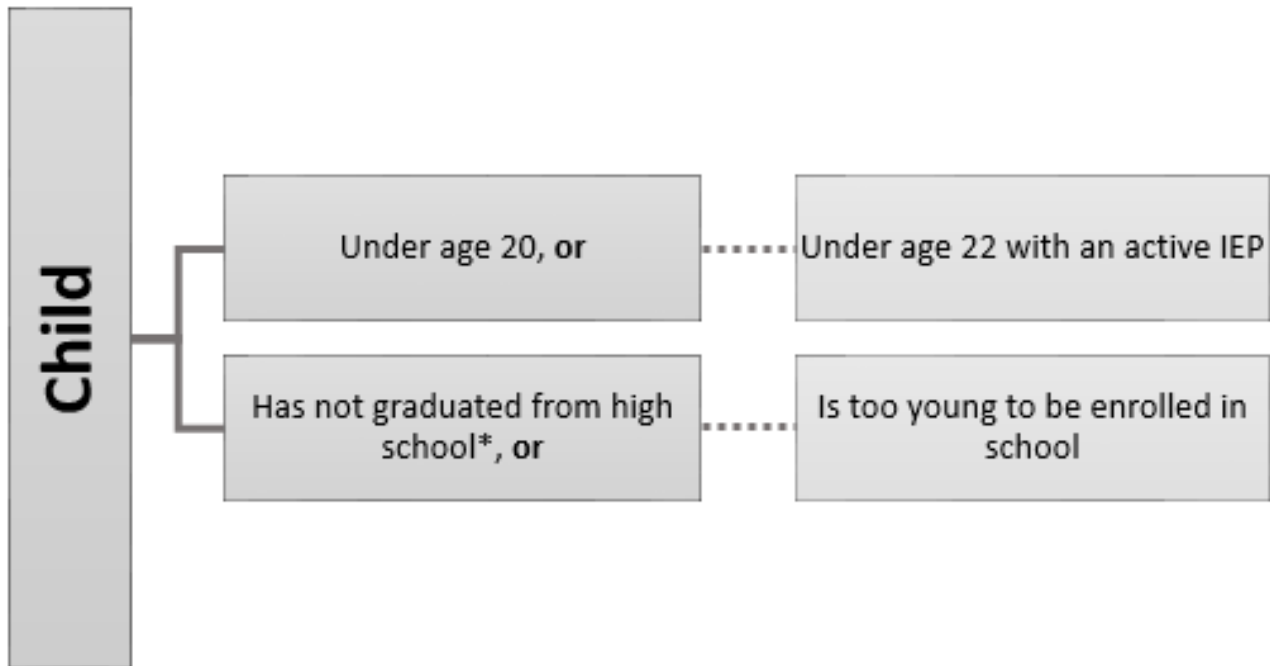 Child
Under age 20, or
Under age 22 with an active IEP
Has not graduated from high
school*, or
Is too young to be enrolled in
school